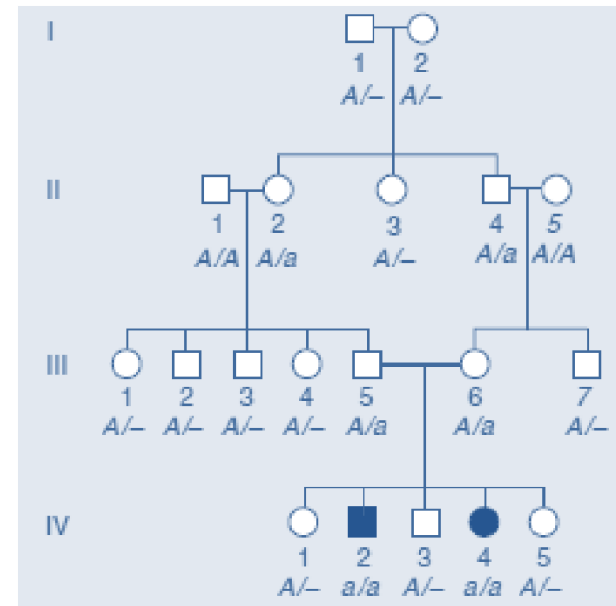 I
1 2
A/– A/–
II
1 2 3 4 5
A/A A/a A/– A/a A/A
III
1 2 3 4 5 6 7
A/– A/– A/– A/– A/a A/a A/–
IV
1 2 3 4 5
A/– a/a A/– a/a A/–